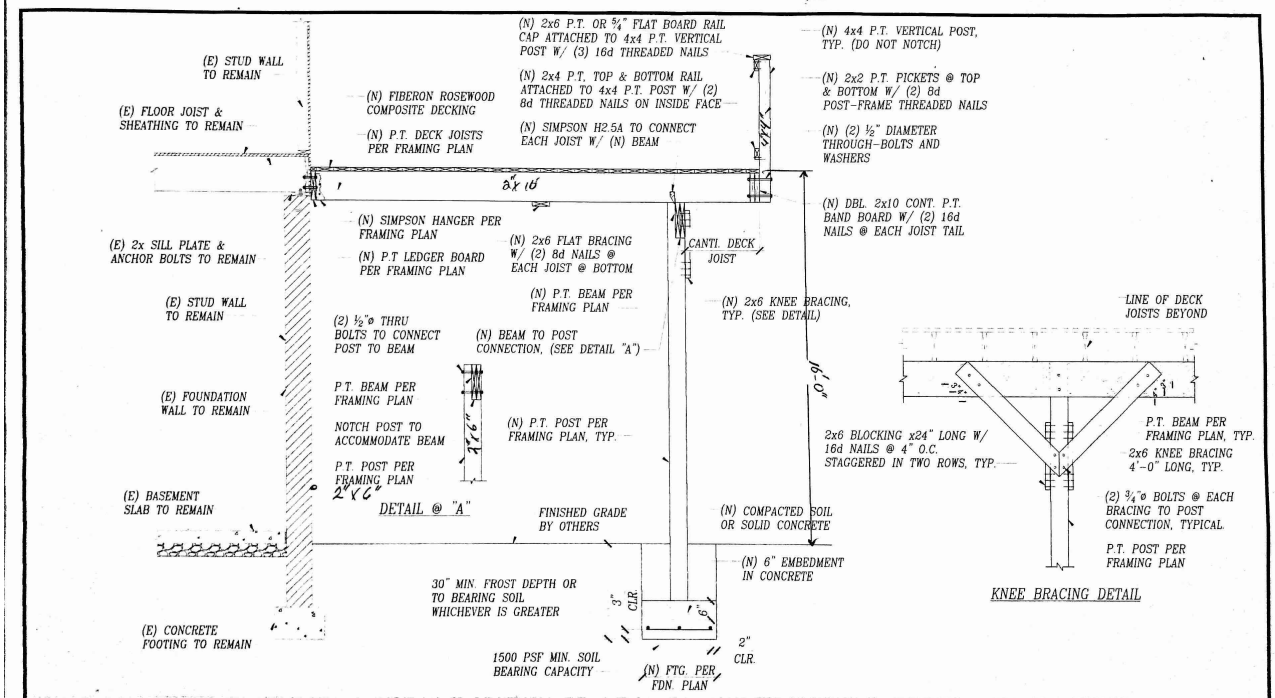 (N) 2x6 P.T. OR 5/4" FLAT BOARD RAIL
CAP ATTACHED TO 4x4 P.T. VERTICAL
POST W/ (3) 16d THREADED NAILS
(N) 2x4 P.T, TOP & BOTTOM RAIL
ATTACHED TO 4x4 P.T. POST W/ (2)
8d THREADED NAILS ON INSIDE FACE
(N) SIMPSON H2.5A TO CONNECT
EACH JOIST W/ (N) BEAM
(N) 4x4 P.T. VERTICAL POST,
TYP. (DO NOT NOTCH)
(N) 2x2 P.T. PICKETS @ TOP
& BOTTOM W/ (2) 8d
POST-FRAME THREADED NAILS
(N) (2) ½" DIAMETER
THROUGH-BOLTS AND
WASHERS
(N) DBL. 2x10 CONT. P.T.
BAND BOARD W/ (2) 16d
NAILS @ EACH JOIST TAIL
(E) STUD WALL
TO REMAIN
(E) FLOOR JOIST &
SHEATHING TO REMAIN
(N) FIBERON ROSEWOOD
COMPOSITE DECKING
(N) P.T. DECK JOISTS
PER FRAMING PLAN
4"x4"
2"X10
(E) 2x SILL PLATE &
ANCHOR BOLTS TO REMAIN
(E) STUD WALL
TO REMAIN
(E) FOUNDATION
WALL TO REMAIN
(E) BASEMENT
SLAB TO REMAIN
(E) CONCRETE
FOOTING TO REMAIN
(N) SIMPSON HANGER PER
FRAMING PLAN
(N) P.T LEDGER BOARD
PER FRAMING PLAN
(N) 2x6 FLAT BRACING
W/ (2) 8d NAILS @
EACH JOIST @ BOTTOM
(N) P.T. BEAM PER
FRAMING PLAN
CANTI. DECK
JOIST
(N) 2x6 KNEE BRACING,
TYP. (SEE DETAIL)
(2) ½"ø THRU
BOLTS TO CONNECT
POST TO BEAM
(N) BEAM TO POST
CONNECTION, (SEE DETAIL "A")
P.T. BEAM PER
FRAMING PLAN
NOTCH POST TO
ACCOMMODATE BEAM
P.T. POST PER
FRAMING PLAN
2"X6"
2"X6"
DETAIL @ "A"
(N) P.T. POST PER
FRAMING PLAN, TYP.
16'-0"
FINISHED GRADE
BY OTHERS
(N) COMPACTED SOIL
OR SOLID CONCRETE
(N) 6" EMBEDMENT
IN CONCRETE
30" MIN. FROST DEPTH OR
TO BEARING SOIL
WHICHEVER IS GREATER
3"
CLR.
6"
2"
CLR.
1500 PSF MIN. SOIL
BEARING CAPACITY
(N) FTG. PER
FDN. PLAN
LINE OF DECK
JOISTS BEYOND
2x6 BLOCKING x24" LONG W/
16d NAILS @ 4" O.C.
STAGGERED IN TWO ROWS, TYP.
P.T. BEAM PER
FRAMING PLAN, TYP.
2x6 KNEE BRACING
4'-0" LONG, TYP.
(2) ¾"ø BOLTS @ EACH
BRACING TO POST
CONNECTION, TYPICAL.
P.T. POST PER
FRAMING PLAN
KNEE BRACING DETAIL